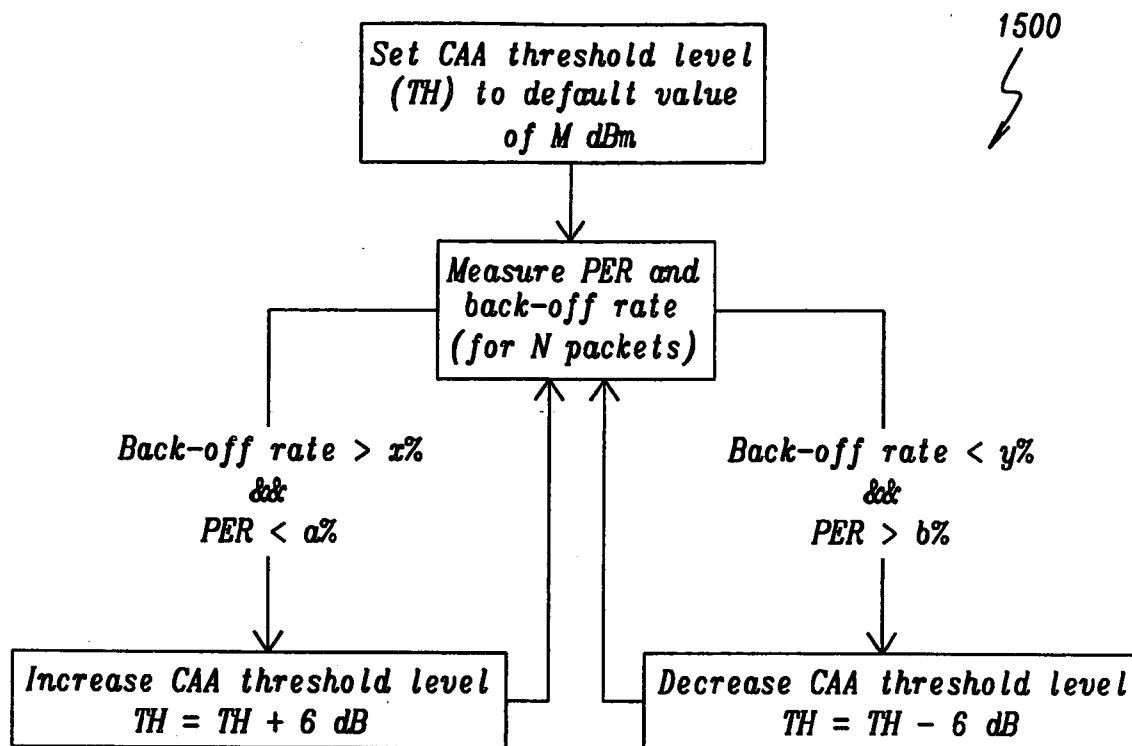 1500
Set CAA threshold level
(TH) to default value
of M dBm
Measure PER and
back-off rate
(for N packets)
Back-off rate > x%
&&
PER < a%
Back-off rate < y%
&&
PER > b%
Increase CAA threshold level
TH = TH + 6 dB
Decrease CAA threshold level
TH = TH - 6 dB